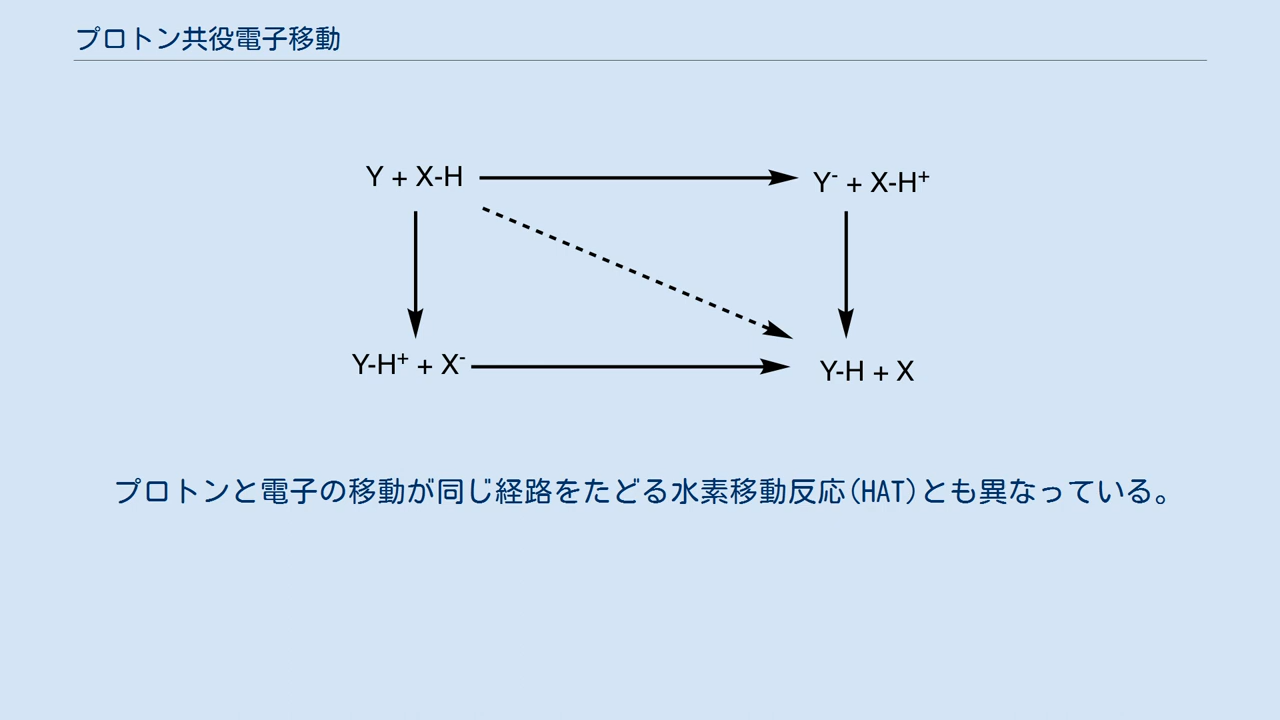 プロトン共役電子移動
Y + X-H
Y⁻ + X-H⁺
Y-H⁺ + X⁻
Y-H + X
プロトンと電子の移動が同じ経路をたどる水素移動反応(HAT)とも異なっている。